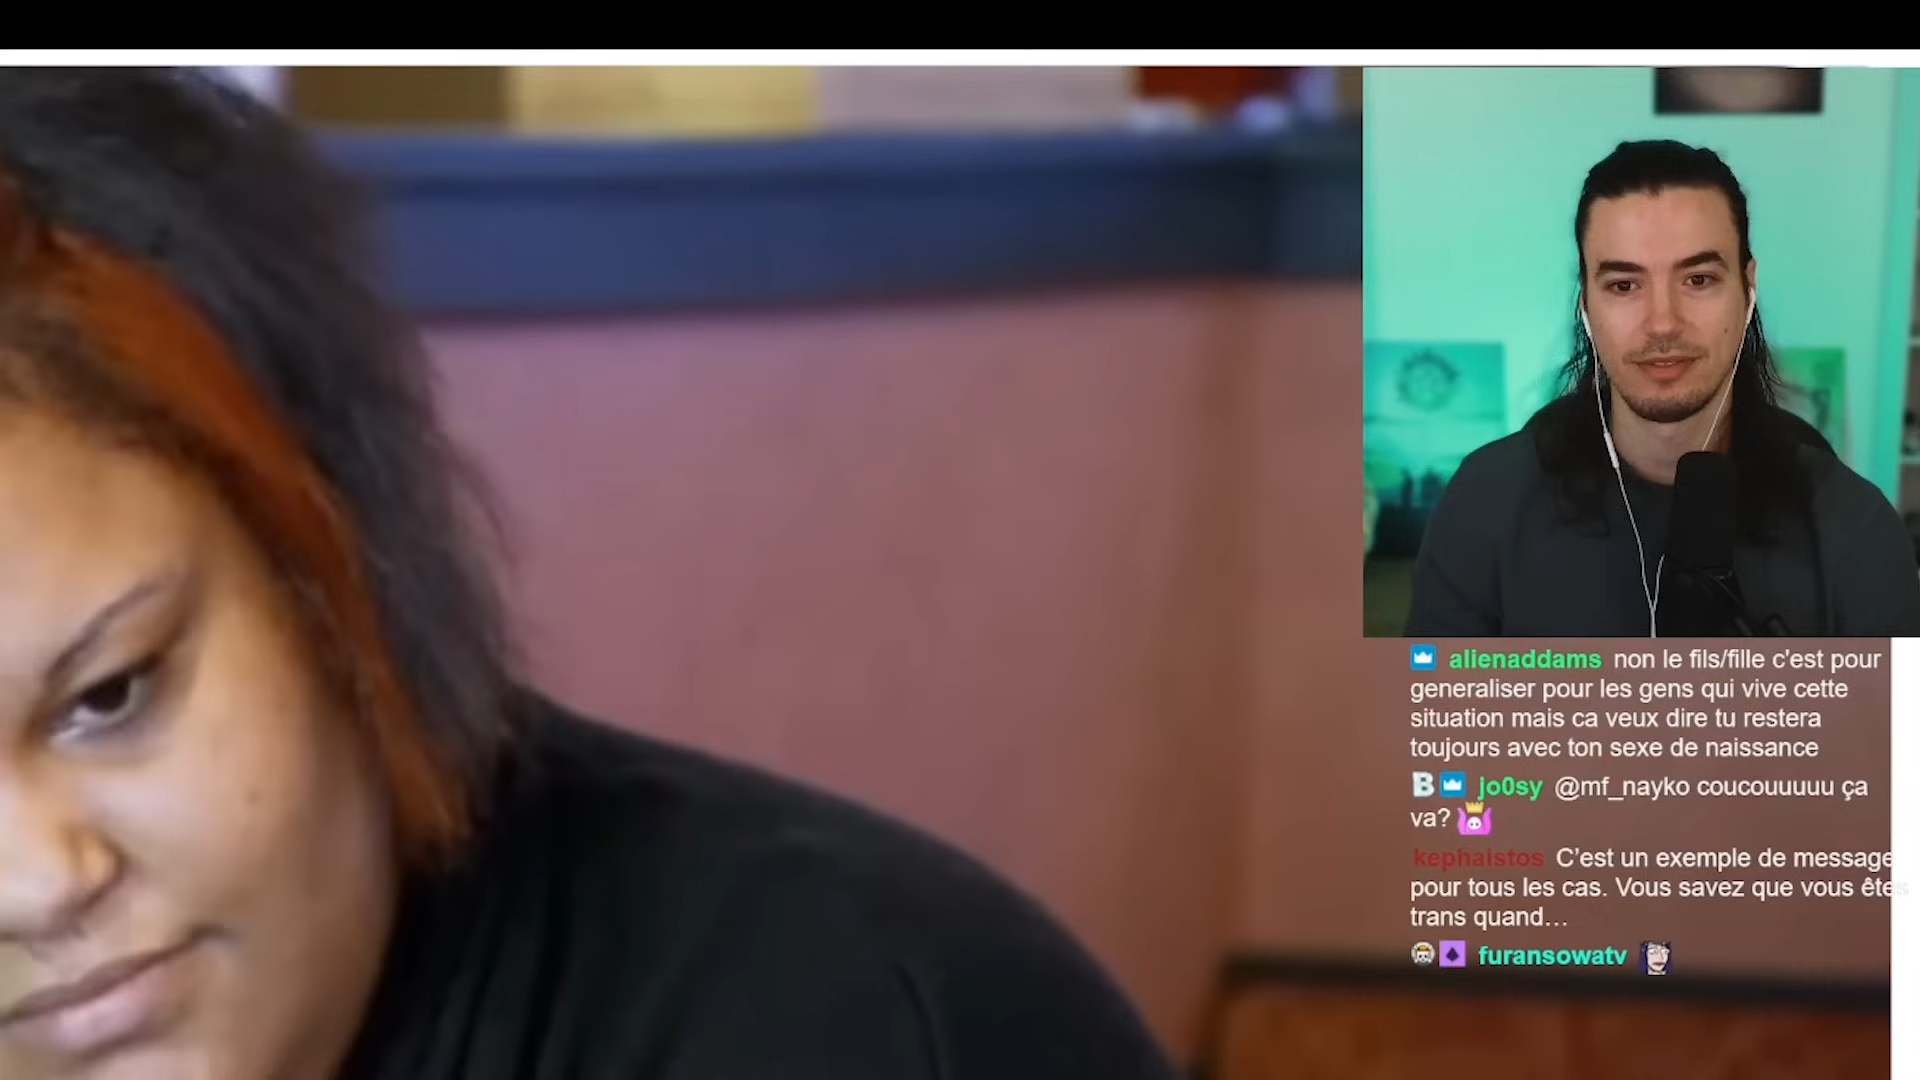 alienaddams non le fils/fille c'est pour
generaliser pour les gens qui vive cette
situation mais ca veux dire tu restera
toujours avec ton sexe de naissance
B jo0sy @mf_nayko coucouuuuu ça
va?
kephaistos C'est un exemple de message
pour tous les cas. Vous savez que vous êtes
trans quand…
furansowatv